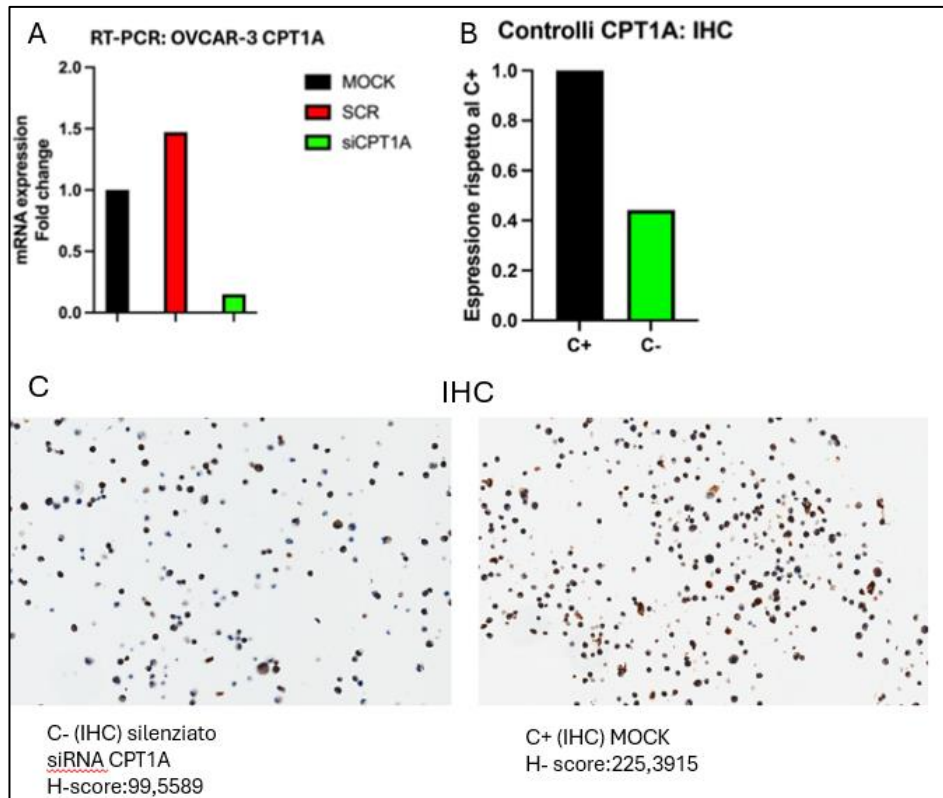 A
RT-PCR: OVCAR-3 CPT1A
mRNA expression
Fold change
2.0
1.5
1.0
0.5
0.0
MOCK
SCR
siCPT1A
B
Controlli CPT1A: IHC
Espressione rispetto al C+
1.0
0.8
0.6
0.4
0.2
0.0
C+ C-
C
IHC
C- (IHC) silenziato
siRNA CPT1A
H-score:99,5589
C+ (IHC) MOCK
H- score:225,3915